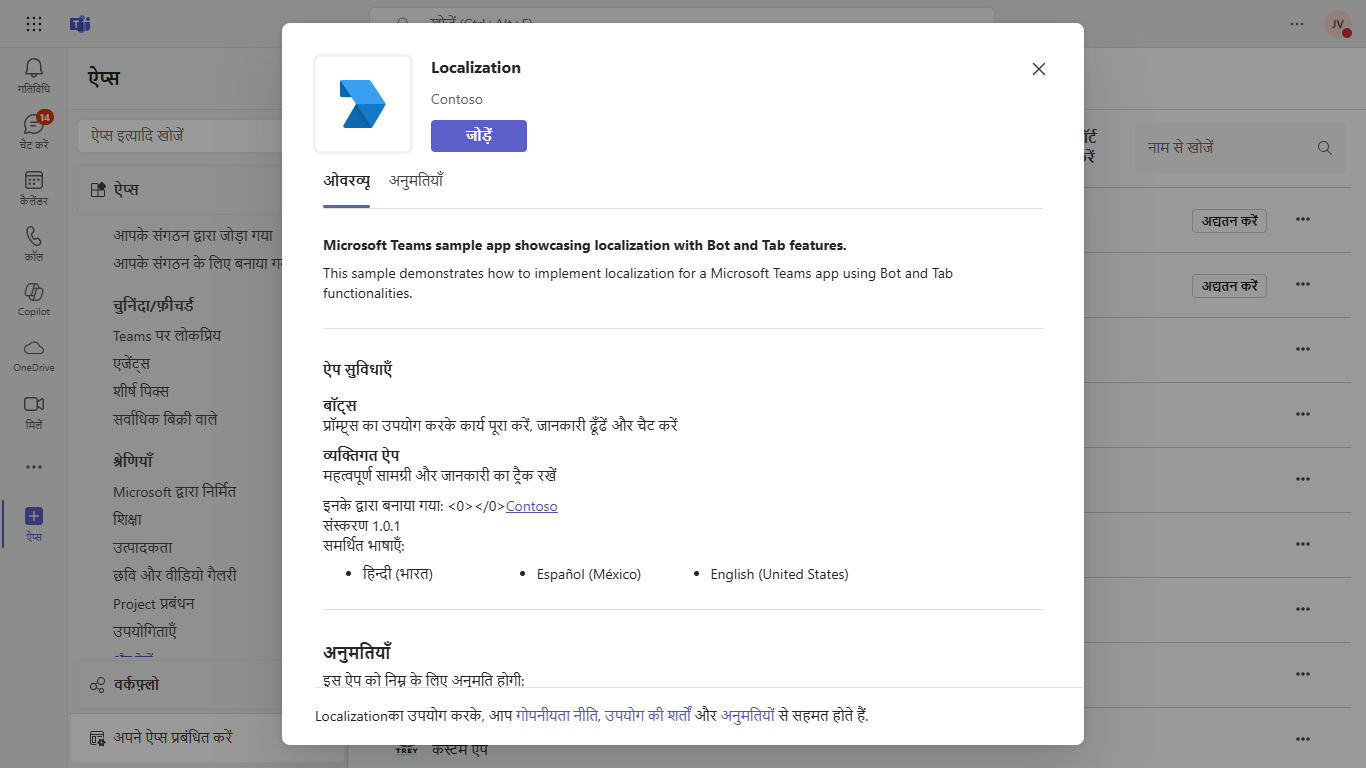 खोजें (Ctrl+Alt+E)
JV
गतिविधि
14
चैट करें
कैलेंडर
कॉल
Copilot
OneDrive
मिलें
ऐप्स
ऐप्स
ऐप्स इत्यादि खोजें
ऐप्स
आपके संगठन द्वारा जोड़ा गया
आपके संगठन के लिए बनाया
चुनिंदा/फ़ीचर्ड
Teams पर लोकप्रिय
एजेंट्स
शीर्ष पिक्स
सर्वाधिक बिक्री वाले
श्रेणियाँ
Microsoft द्वारा निर्मित
शिक्षा
उत्पादकता
छवि और वीडियो गैलरी
Project प्रबंधन
उपयोगिताएँ
वर्कफ़्लो
अपने ऐप्स प्रबंधित करें
Localization
Contoso
जोड़ें
ओवरव्यू
अनुमतियाँ
Microsoft Teams sample app showcasing localization with Bot and Tab features.
This sample demonstrates how to implement localization for a Microsoft Teams app using Bot and Tab
functionalities.
ऐप सुविधाएँ
बॉट्स
प्रॉम्प्ट्स का उपयोग करके कार्य पूरा करें, जानकारी ढूँढें और चैट करें
व्यक्तिगत ऐप
महत्वपूर्ण सामग्री और जानकारी का ट्रैक रखें
इनके द्वारा बनाया गया: <0></0>Contoso
संस्करण 1.0.1
समर्थित भाषाएँ:
• हिन्दी (भारत) • Español (México) • English (United States)
अनुमतियाँ
इस ऐप को निम्न के लिए अनुमति होगी:
Localizationका उपयोग करके, आप गोपनीयता नीति, उपयोग की शर्तों और अनुमतियों से सहमत होते हैं.
नाम से खोजें
अद्यतन करें
अद्यतन करें
TREY
कस्टम ऐप